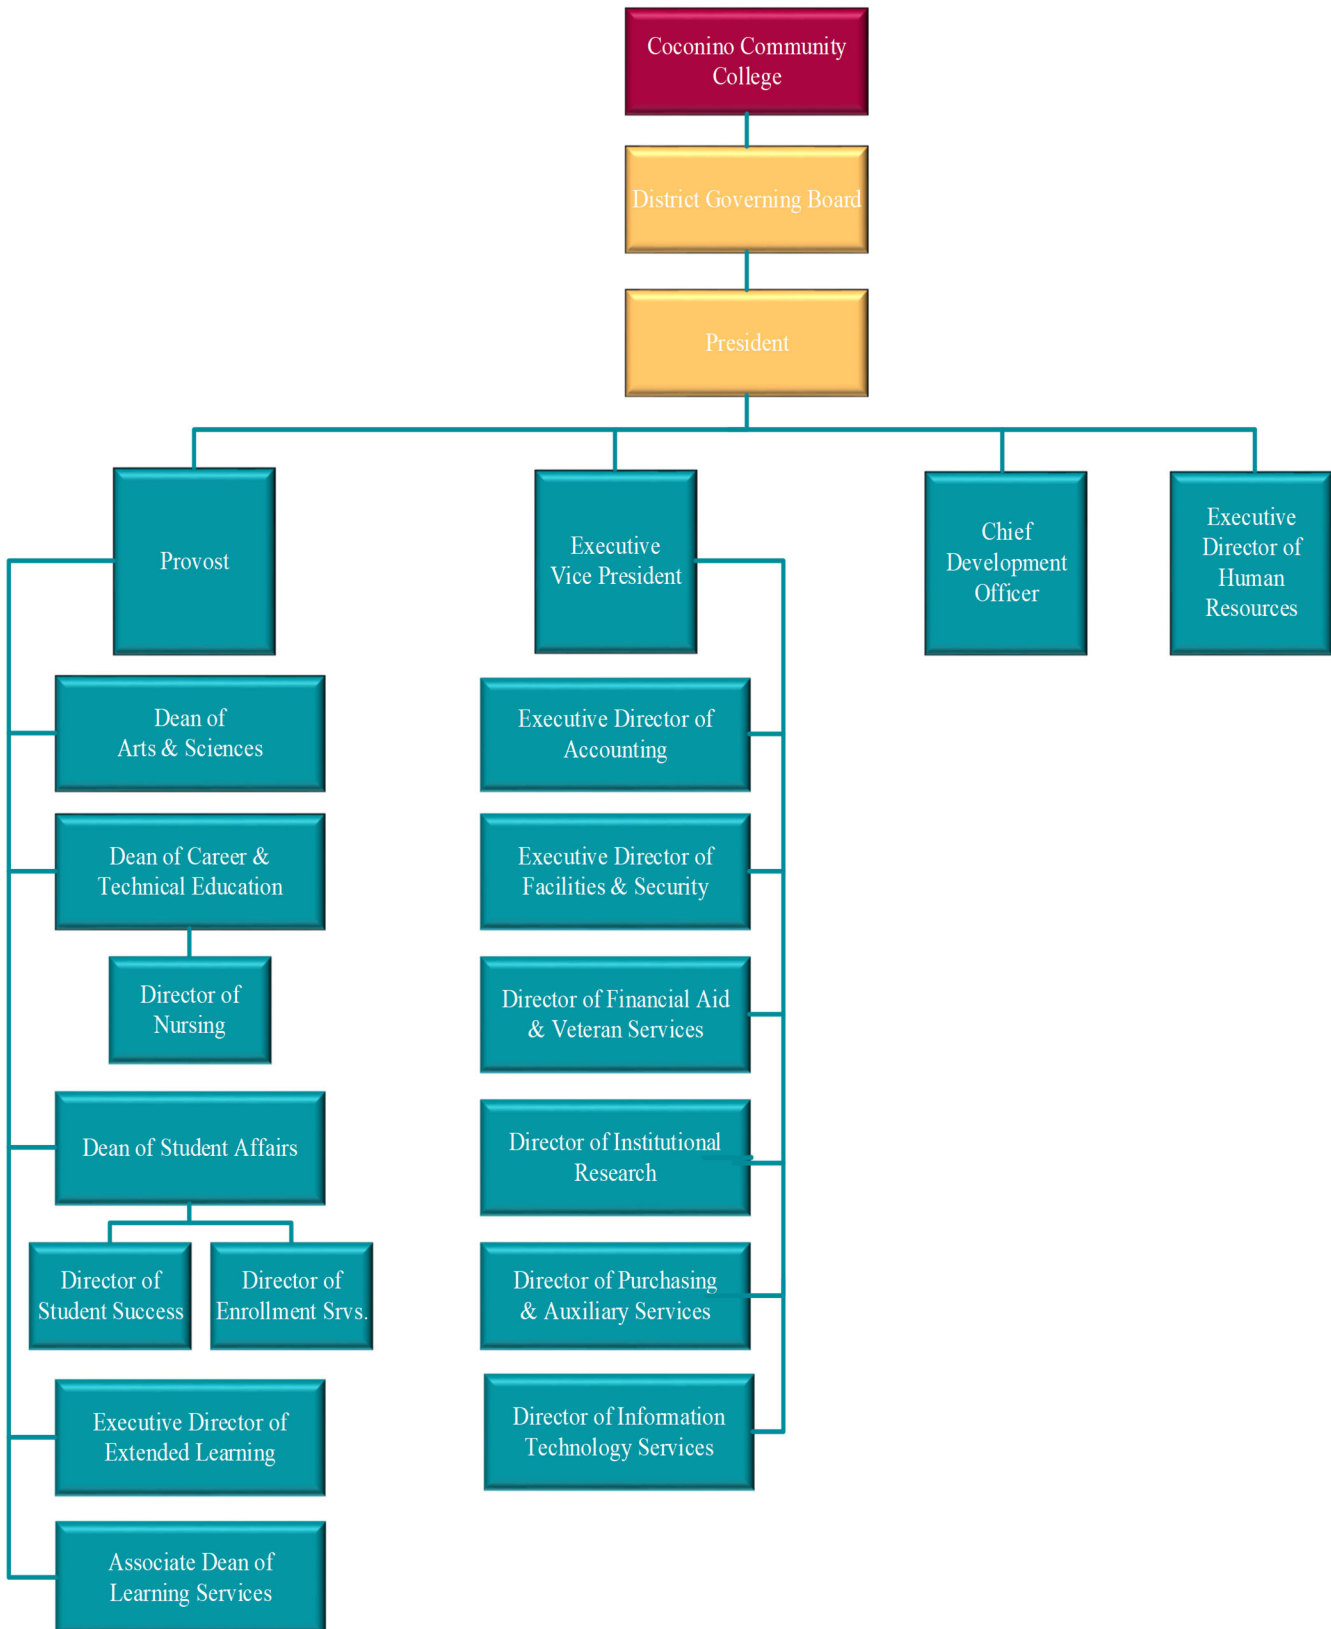 Coconino Community
College
District Governing Board
President
Provost
Executive
Vice President
Chief
Development
Officer
Executive
Director of
Human
Resources
Dean of
Arts & Sciences
Dean of Career &
Technical Education
Director of
Nursing
Dean of Student Affairs
Director of
Student Success
Director of
Enrollment Srvs.
Executive Director of
Extended Learning
Associate Dean of
Learning Services
Executive Director of
Accounting
Executive Director of
Facilities & Security
Director of Financial Aid
& Veteran Services
Director of Institutional
Research
Director of Purchasing
& Auxiliary Services
Director of Information
Technology Services